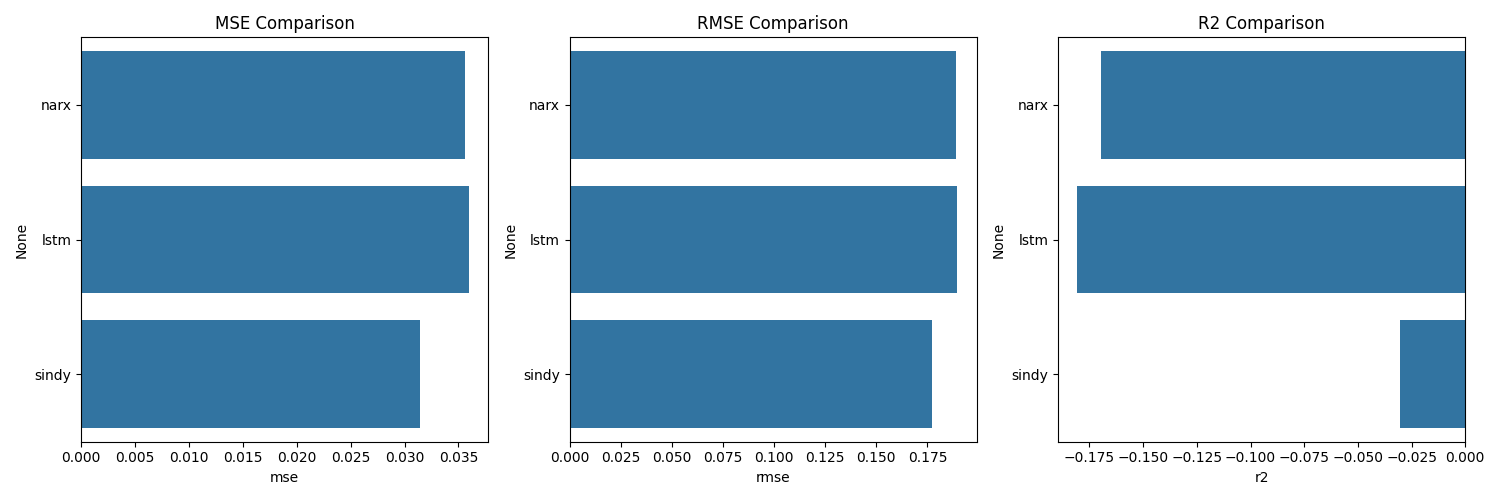 MSE Comparison
narx
lstm
sindy
None
0.000 0.005 0.010 0.015 0.020 0.025 0.030 0.035
mse
RMSE Comparison
narx
lstm
sindy
None
0.000 0.025 0.050 0.075 0.100 0.125 0.150 0.175
rmse
R2 Comparison
narx
lstm
sindy
None
−0.175 −0.150 −0.125 −0.100 −0.075 −0.050 −0.025 0.000
r2